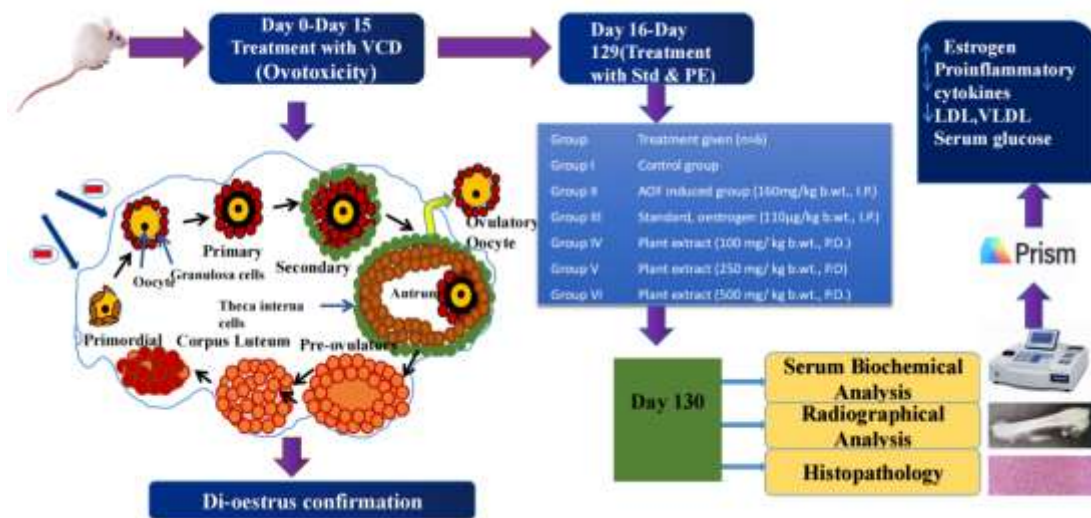 Day 0-Day 15
Treatment with VCD
(Ovotoxicity)
Day 16-Day
129(Treatment
with Std & PE)
Estrogen
Proinflammatory
cytokines
LDL,VLDL
Serum glucose
Group Treatment given (n=6)
Group I Control group
Group II AOF induced group (160mg/kg b.wt., I.P.)
Group III Standard, oestrogen (110µg/kg b.wt., I.P.)
Group IV Plant extract (100 mg/ kg b.wt., P.O.)
Group V Plant extract (250 mg/ kg b.wt., P.O)
Group VI Plant extract (500 mg/ kg b.wt., P.O.)
Oocyte
Granulosa cells
Primary
Secondary
Ovulatory
Oocyte
Antrum
Theca interna
cells
Primordial
Corpus Luteum
Pre-ovulatory
Di-oestrus confirmation
Day 130
Serum Biochemical
Analysis
Radiographical
Analysis
Histopathology
Prism